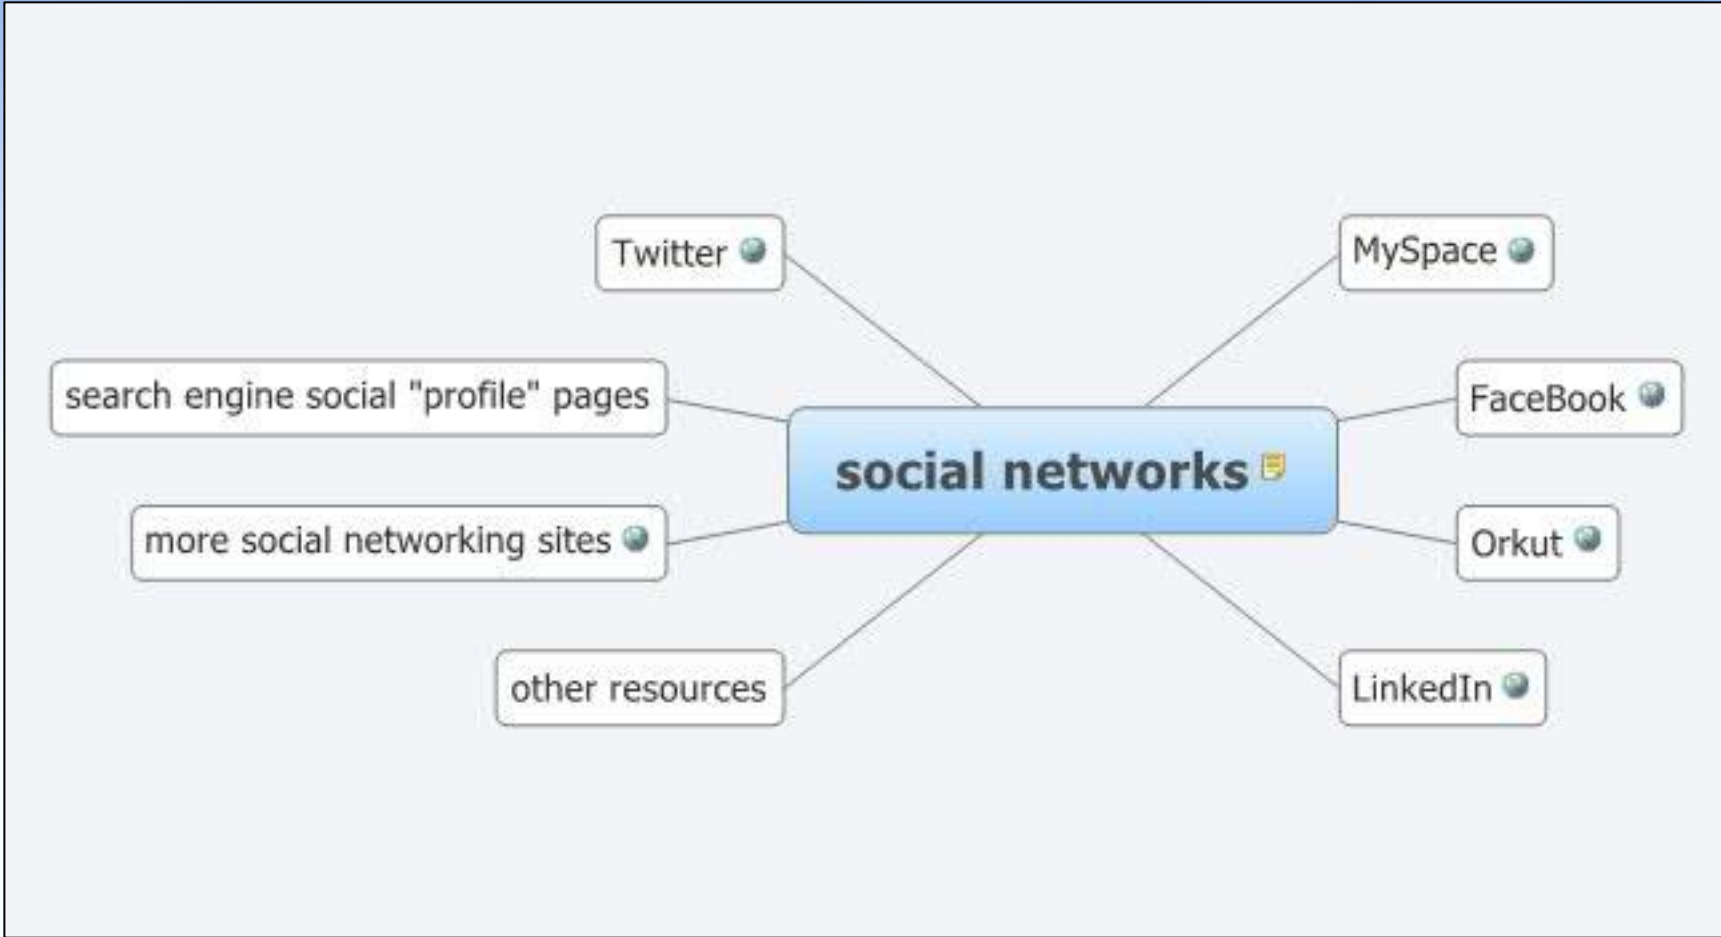 Twitter
MySpace
search engine social "profile" pages
FaceBook
social networks
more social networking sites
Orkut
other resources
LinkedIn